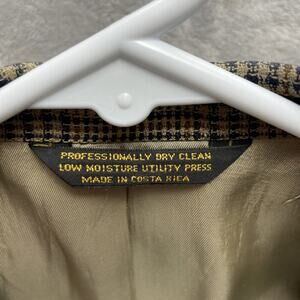 PROFESSIONALLY DRY CLEAN
LOW MOISTURE UTILITY PRESS
MADE IN COSTA RICA